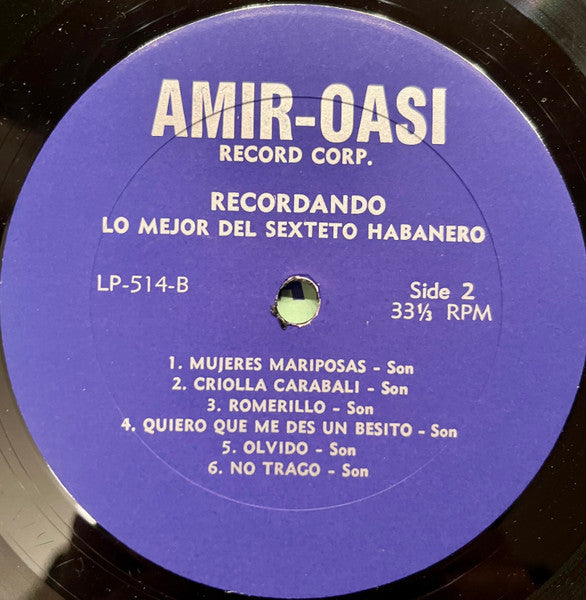 AMIR-OASI
RECORD CORP.
RECORDANDO
LO MEJOR DEL SEXTETO HABANERO
LP-514-B
Side 2
33⅓ RPM
1. MUJERES MARIPOSAS - Son
2. CRIOLLA CARABALI - Son
3. ROMERILLO - Son
4. QUIERO QUE ME DES UN BESITO - Son
5. OLVIDO - Son
6. NO TRAGO - Son